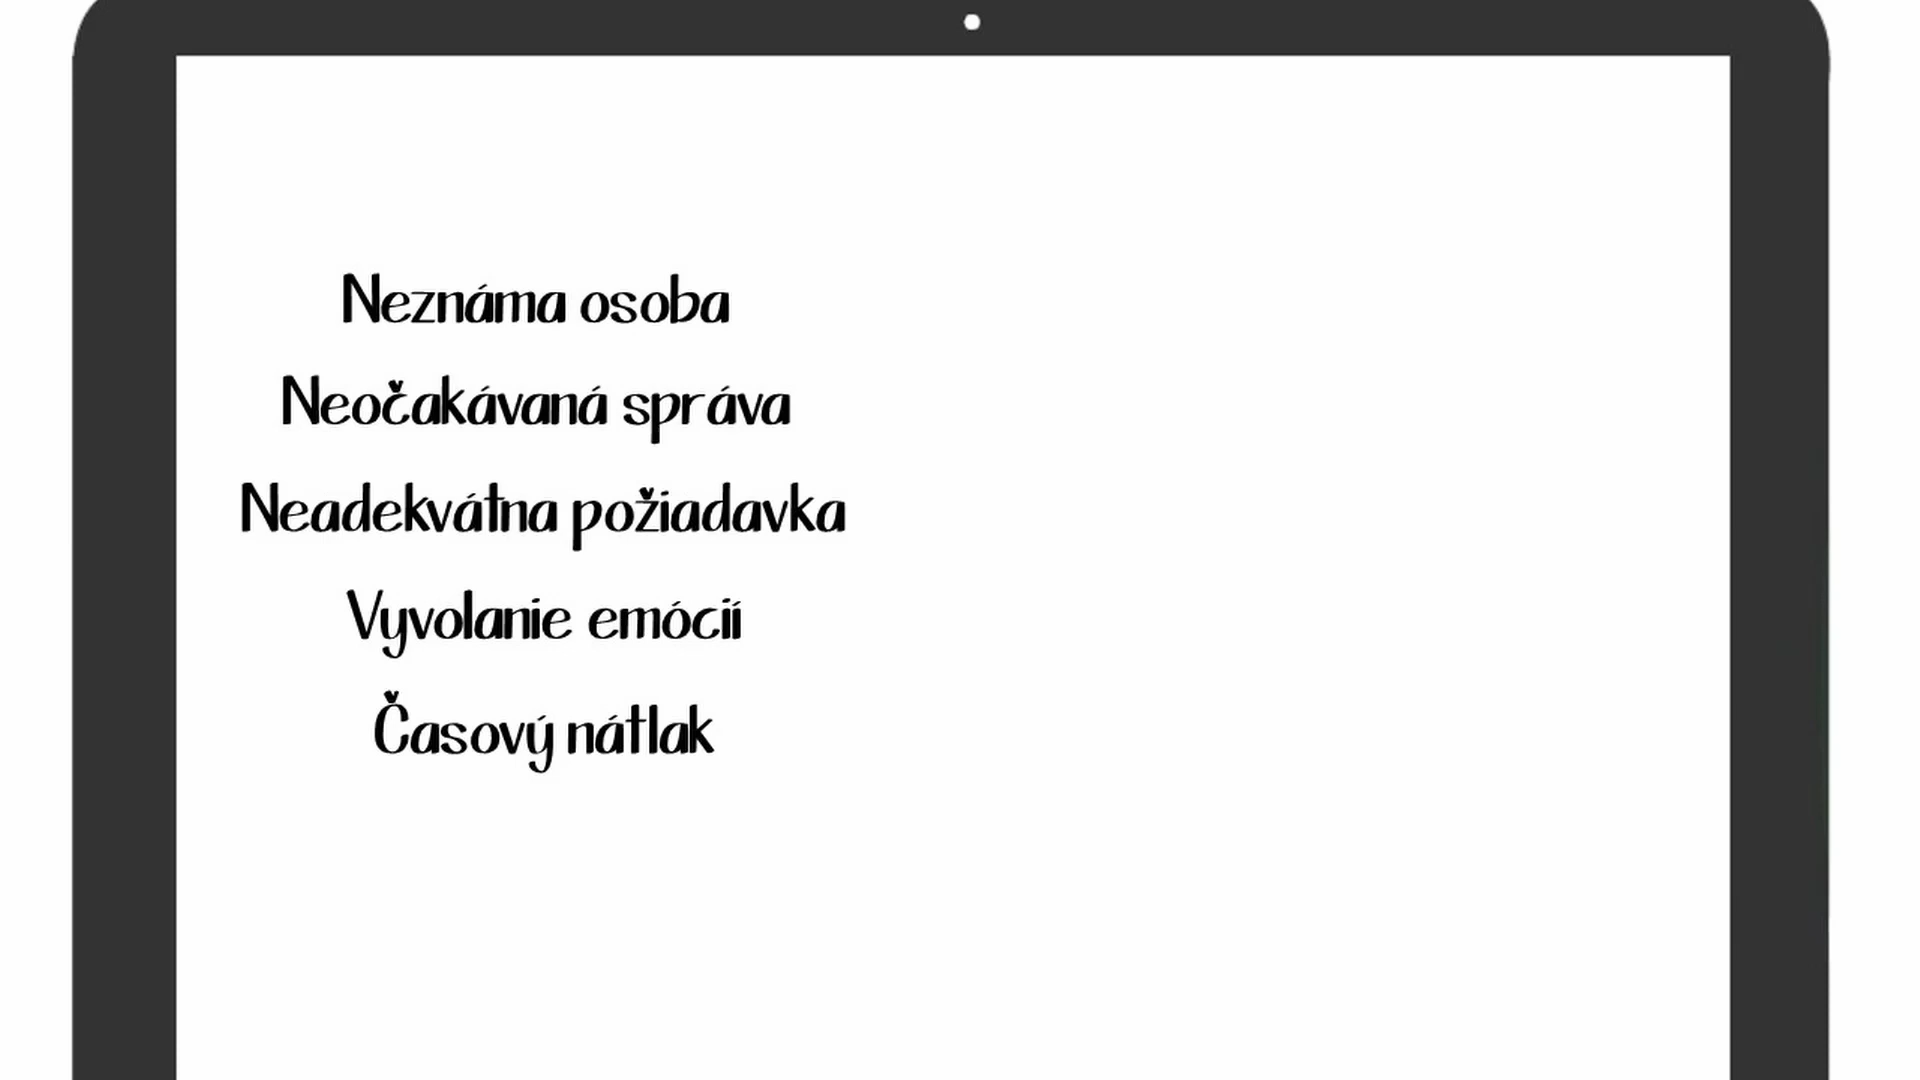 Neznáma osoba
Neočakávaná správa
Neadekvátna požiadavka
Vyvolanie emócií
Časový nátlak